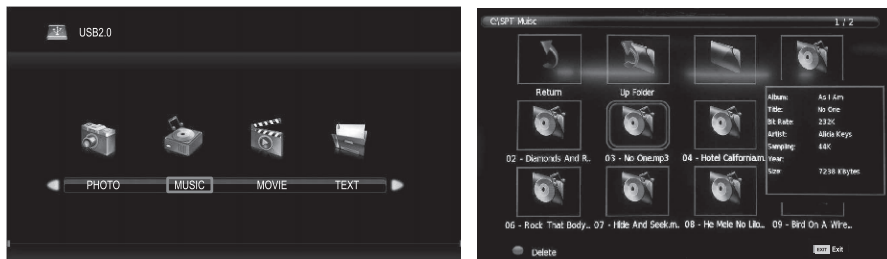 USB2.0
PHOTO MUSIC MOVIE TEXT
C:\SPT Muisc 1 / 2
Return Up Folder
Album: As I Am
Title: No One
Bit Rate: 232K
Artist: Alicia Keys
Samping: 44K
Year:
Size: 7238 KBytes
02 - Diamonds And R.. 03 - No One.mp3 04 - Hotel California.m
06 - Rock That Body... 07 - Hide And Seek.m.. 08 - He Mele No Lilo... 09 - Bird On A Wire...
Delete EXIT Exit